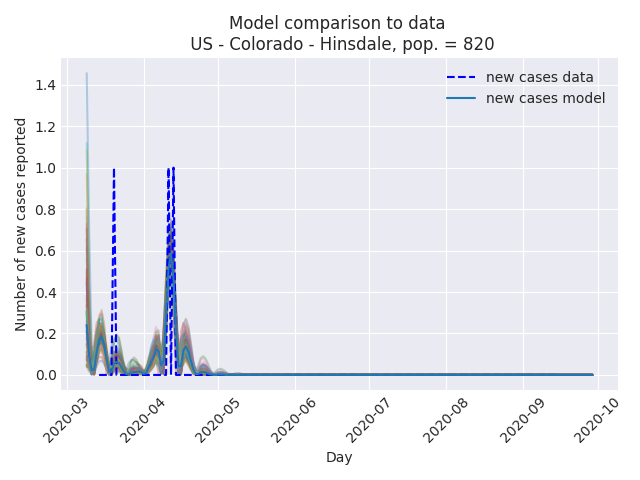 Model comparison to data
US - Colorado - Hinsdale, pop. = 820
new cases data
new cases model
Number of new cases reported
1.4
1.2
1.0
0.8
0.6
0.4
0.2
0.0
2020-03
2020-04
2020-05
2020-06
2020-07
2020-08
2020-09
2020-10
Day